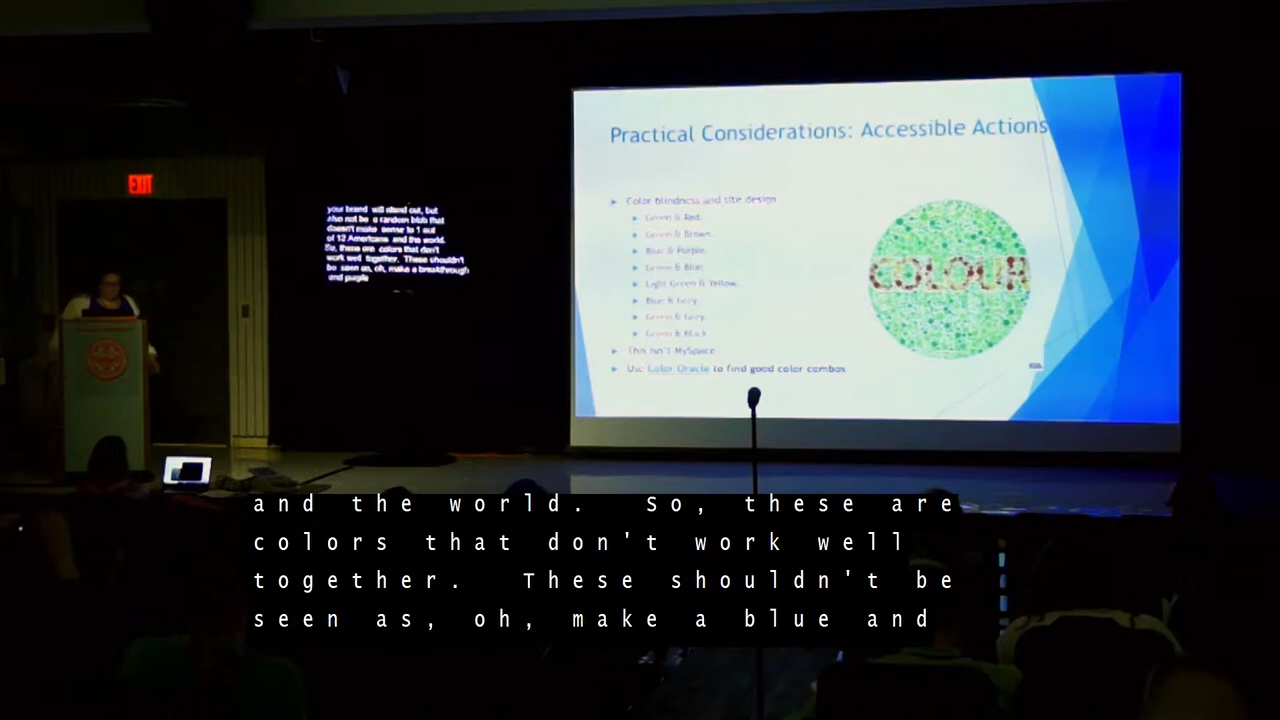 EXIT
your brand will stand out, but
also not be a random blob that
doesn't make sense to 1 out
of 12 Americans and the world.
So, these are colors that don't
work well together. These shouldn't
be seen as, oh, make a breakthrough
and purple
Practical Considerations: Accessible Actions
Color blindness and site design
Green & Red.
Green & Brown.
Blue & Purple.
Green & Blue
Light Green & Yellow.
Blue & Grey.
Green & Grey.
Green & Black
This isn't MySpace
Use Color Oracle to find good color combos
COLOUR
and the world. So, these are
colors that don't work well
together. These shouldn't be
seen as, oh, make a blue and